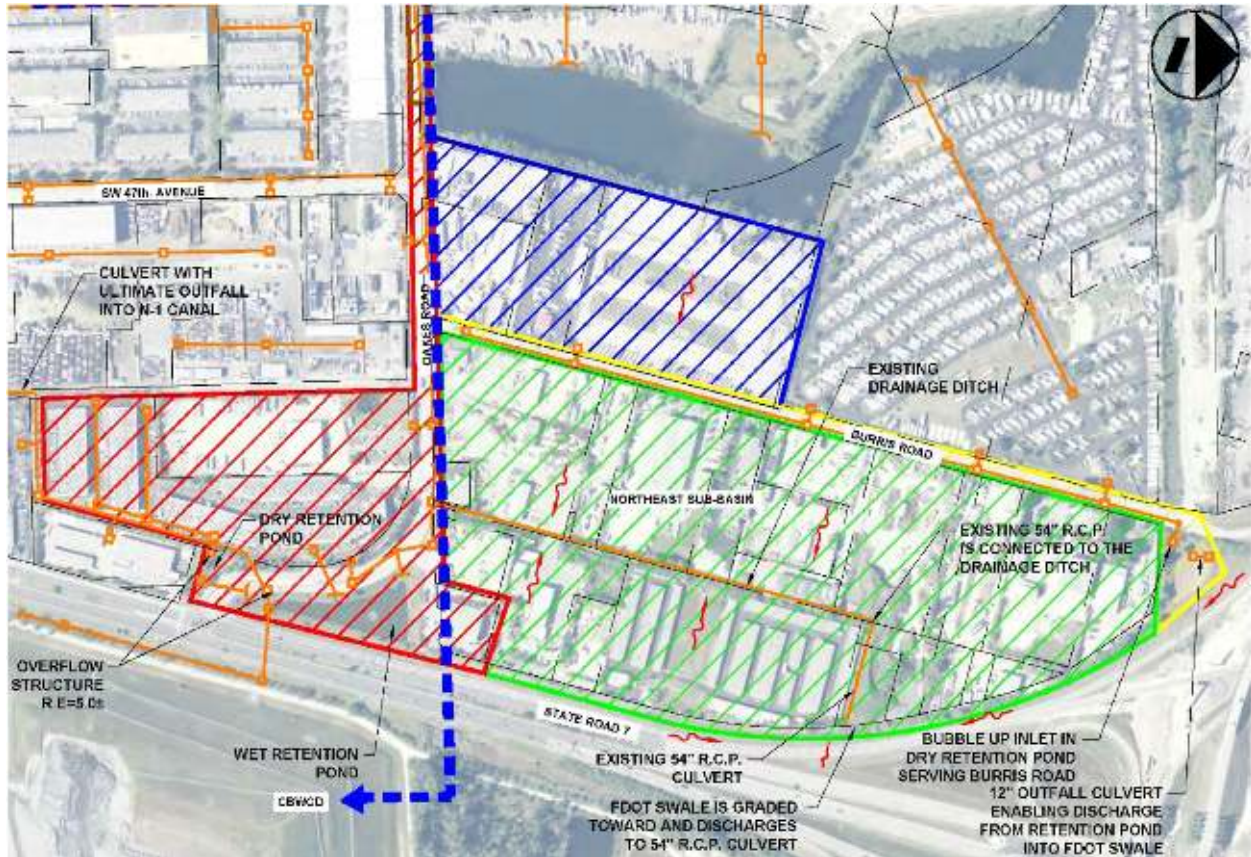 SW 47th. AVENUE
CULVERT WITH
ULTIMATE OUTFALL
INTO N-1 CANAL
OAKES ROAD
EXISTING
DRAINAGE DITCH
BURRIS ROAD
NORTHEAST SUB-BASIN
DRY RETENTION
POND
EXISTING 54" R.C.P.
IS CONNECTED TO THE
DRAINAGE DITCH
OVERFLOW
STRUCTURE
R.E=5.0±
STATE ROAD 7
WET RETENTION
POND
CBWCD
EXISTING 54" R.C.P.
CULVERT
FDOT SWALE IS GRADED
TOWARD AND DISCHARGES
TO 54" R.C.P. CULVERT
BUBBLE UP INLET IN
DRY RETENTION POND
SERVING BURRIS ROAD
12" OUTFALL CULVERT
ENABLING DISCHARGE
FROM RETENTION POND
INTO FDOT SWALE